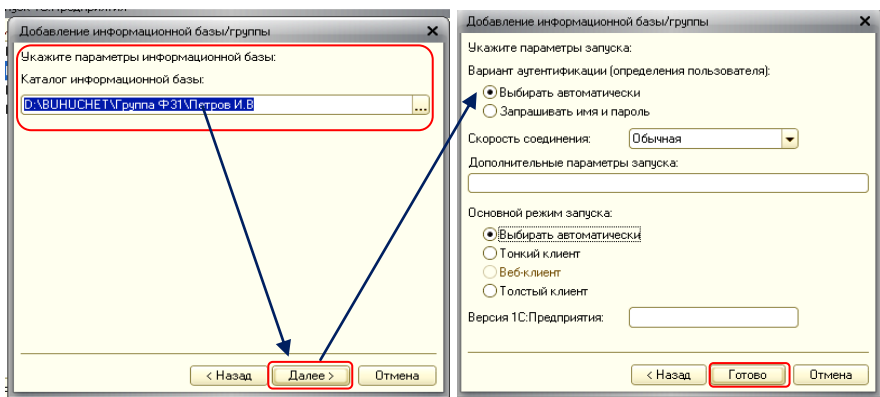 Добавление информационной базы/группы
Укажите параметры информационной базы:
Каталог информационной базы:
D:\BUHUCHET\Группа Ф31\Петров И.В
...
< Назад
Далее >
Отмена
Добавление информационной базы/группы
Укажите параметры запуска:
Вариант аутентификации (определения пользователя):
Выбирать автоматически
Запрашивать имя и пароль
Скорость соединения: Обычная
Дополнительные параметры запуска:
Основной режим запуска:
Выбирать автоматически
Тонкий клиент
Веб-клиент
Толстый клиент
Версия 1С:Предприятия:
< Назад
Готово
Отмена